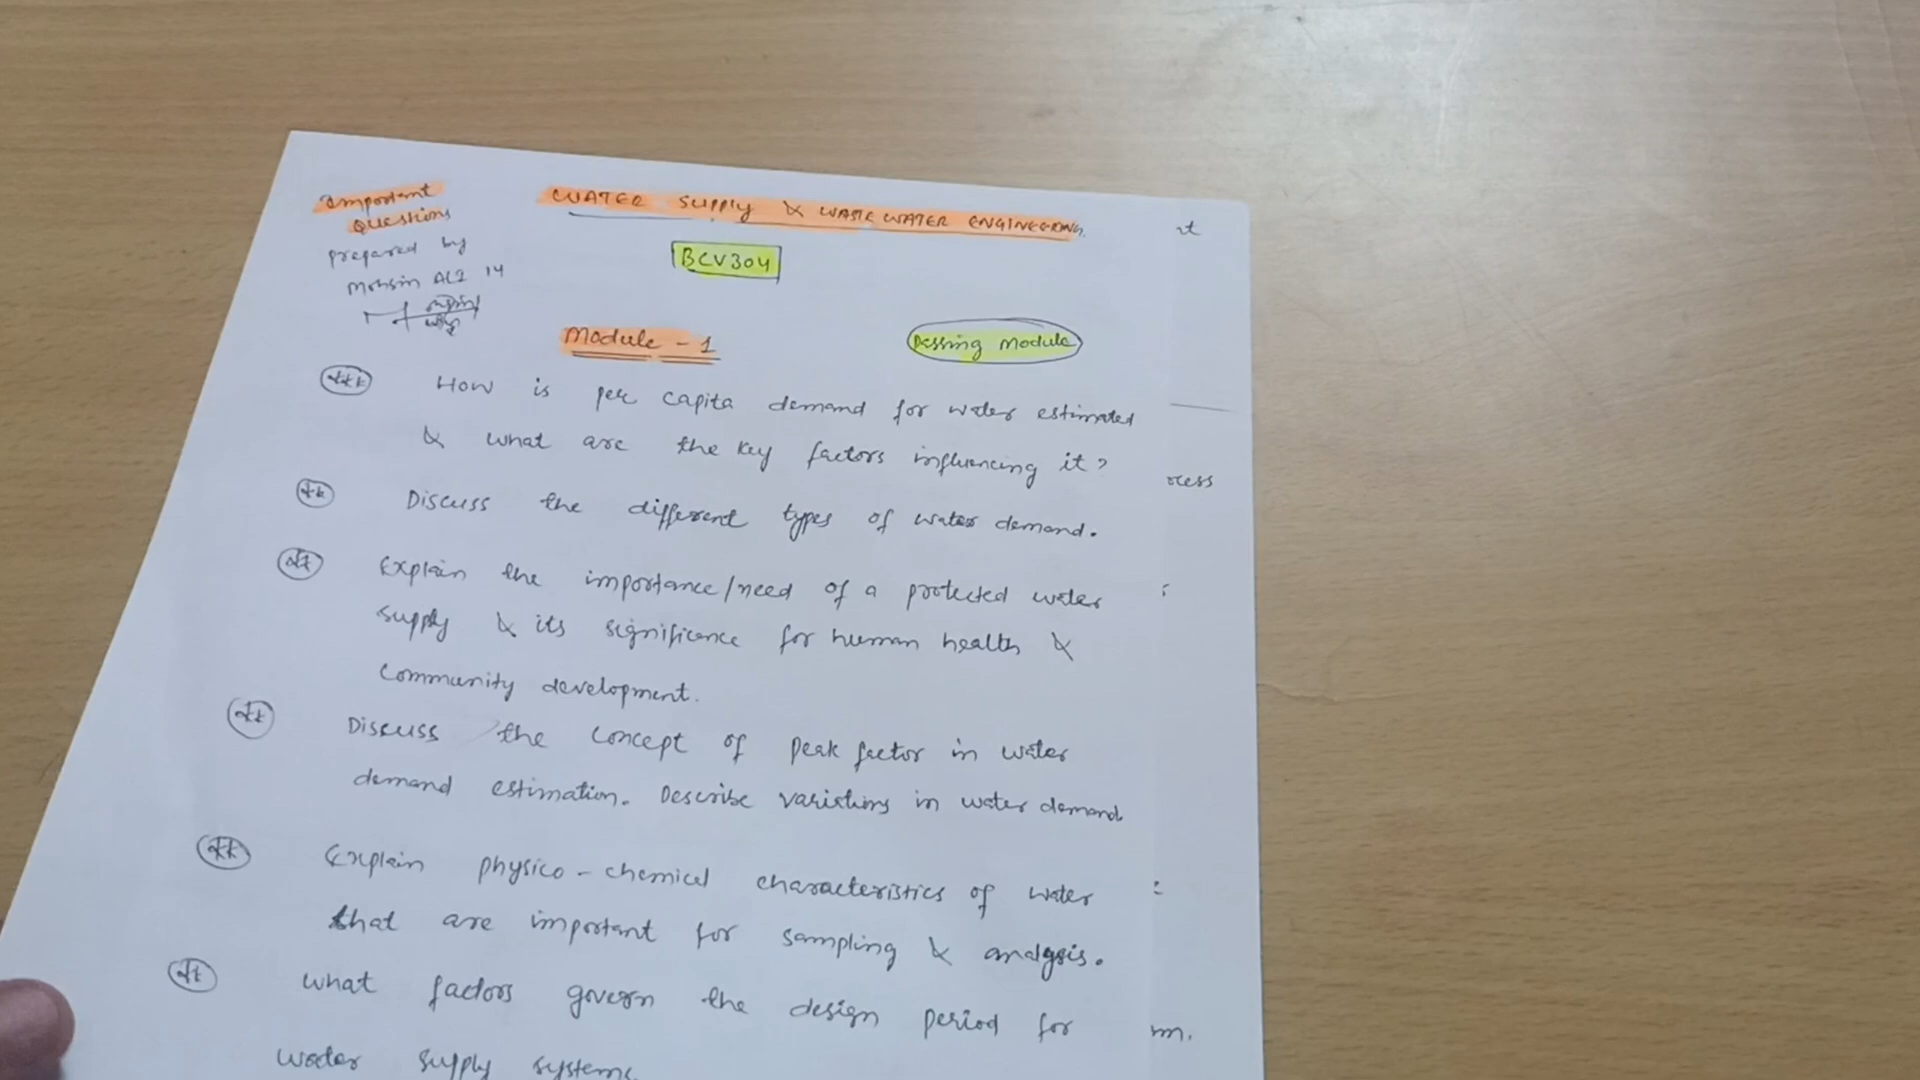 Important
Questions
prepared by
Mohsin ALI 14
WATER Supply & WASTE WATER ENGINEERING.
BCV304
Module - 1
Passing Module
*** How is per capita demand for water estimated
& what are the key factors influencing it?
** Discuss the different types of water demand.
** Explain the importance/need of a protected water
supply & its significance for human health &
Community development.
** Discuss the concept of Peak factor in water
demand estimation. Describe variations in water demand
** Explain physico-chemical characteristics of water
that are important for sampling & analysis.
** What factors govern the design period for
water supply systems.